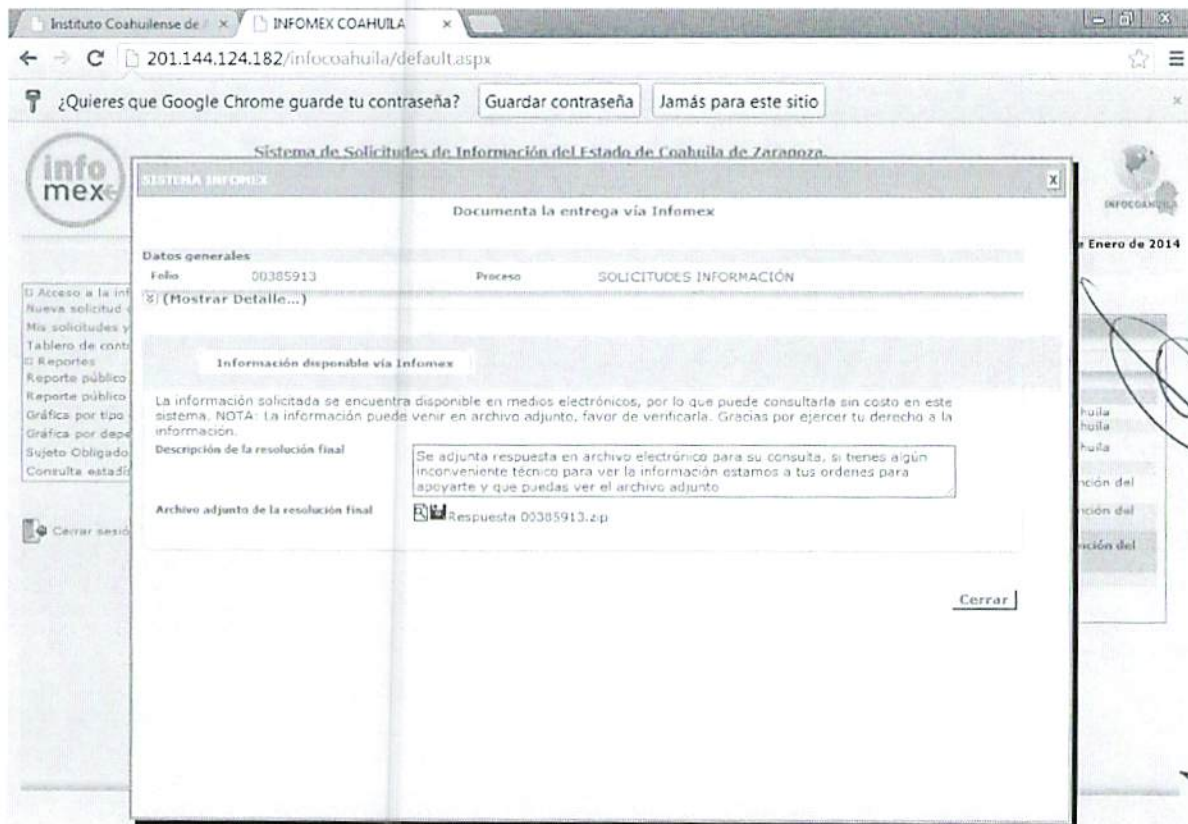 Instituto Coahuilense de
INFOMEX COAHUILA
201.144.124.182/infocoahuila/default.aspx
¿Quieres que Google Chrome guarde tu contraseña?
Guardar contraseña
Jamás para este sitio
info
mex
Sistema de Solicitudes de Información del Estado de Coahuila de Zaragoza.
INFOCOAHUILA
SISTEMA INFOMEX
X
Documenta la entrega vía Infomex
e Enero de 2014
Datos generales
Folio 00385913 Proceso SOLICITUDES INFORMACIÓN
(Mostrar Detalle...)
Acceso a la inf
Nueva solicitud
Mis solicitudes y
Tablero de cont
Reportes
Reporte público
Reporte público
Gráfica por tipo
Gráfica por depe
Sujeto Obligado
Consulta estadís
Cerrar sesió
Información disponible vía Infomex
La información solicitada se encuentra disponible en medios electrónicos, por lo que puede consultarla sin costo en este
sistema. NOTA: La información puede venir en archivo adjunto, favor de verificarla. Gracias por ejercer tu derecho a la
información.
Descripción de la resolución final
Se adjunta respuesta en archivo electrónico para su consulta, si tienes algún
inconveniente técnico para ver la información estamos a tus ordenes para
apoyarte y que puedas ver el archivo adjunto
Archivo adjunto de la resolución final
Respuesta 00385913.zip
Cerrar
huila
huila
huila
nción del
nción del
nción del